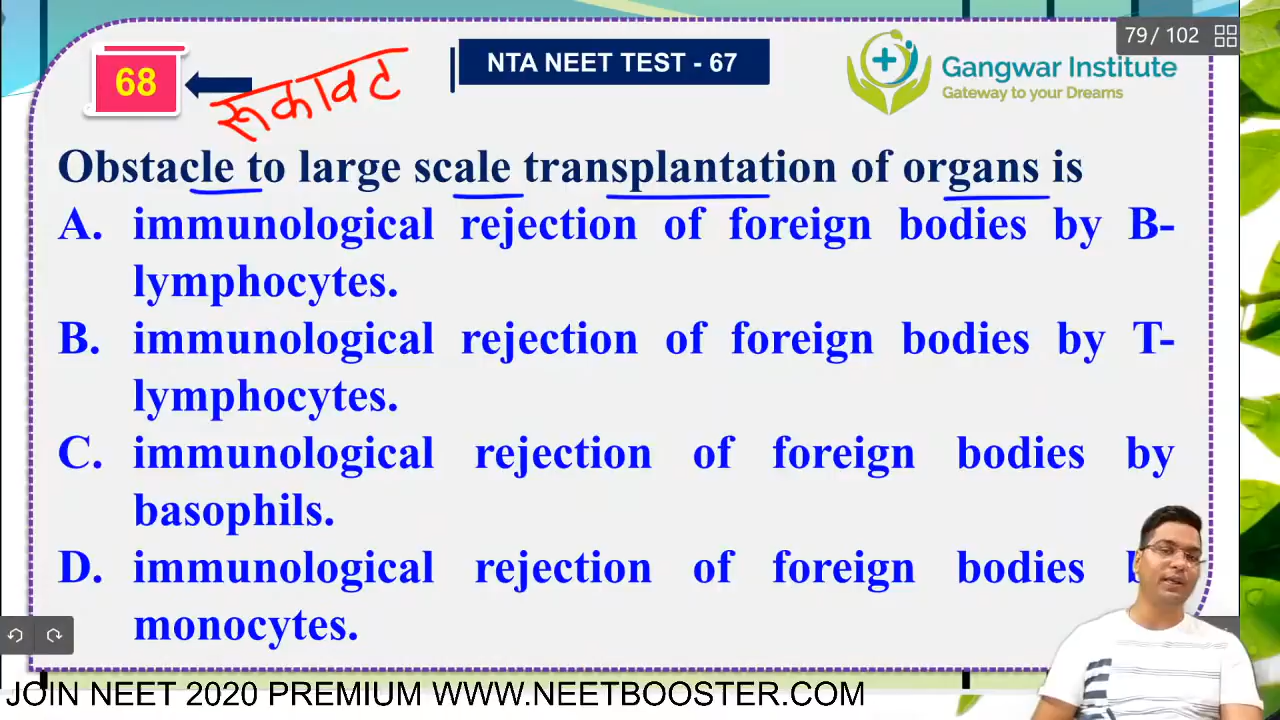 79 / 102
68
रूकावट
NTA NEET TEST - 67
Gangwar Institute
Gateway to your Dreams
Obstacle to large scale transplantation of organs is
A. immunological rejection of foreign bodies by B-
lymphocytes.
B. immunological rejection of foreign bodies by T-
lymphocytes.
C. immunological rejection of foreign bodies by
basophils.
D. immunological rejection of foreign bodies
monocytes.
JOIN NEET 2020 PREMIUM WWW.NEETBOOSTER.COM